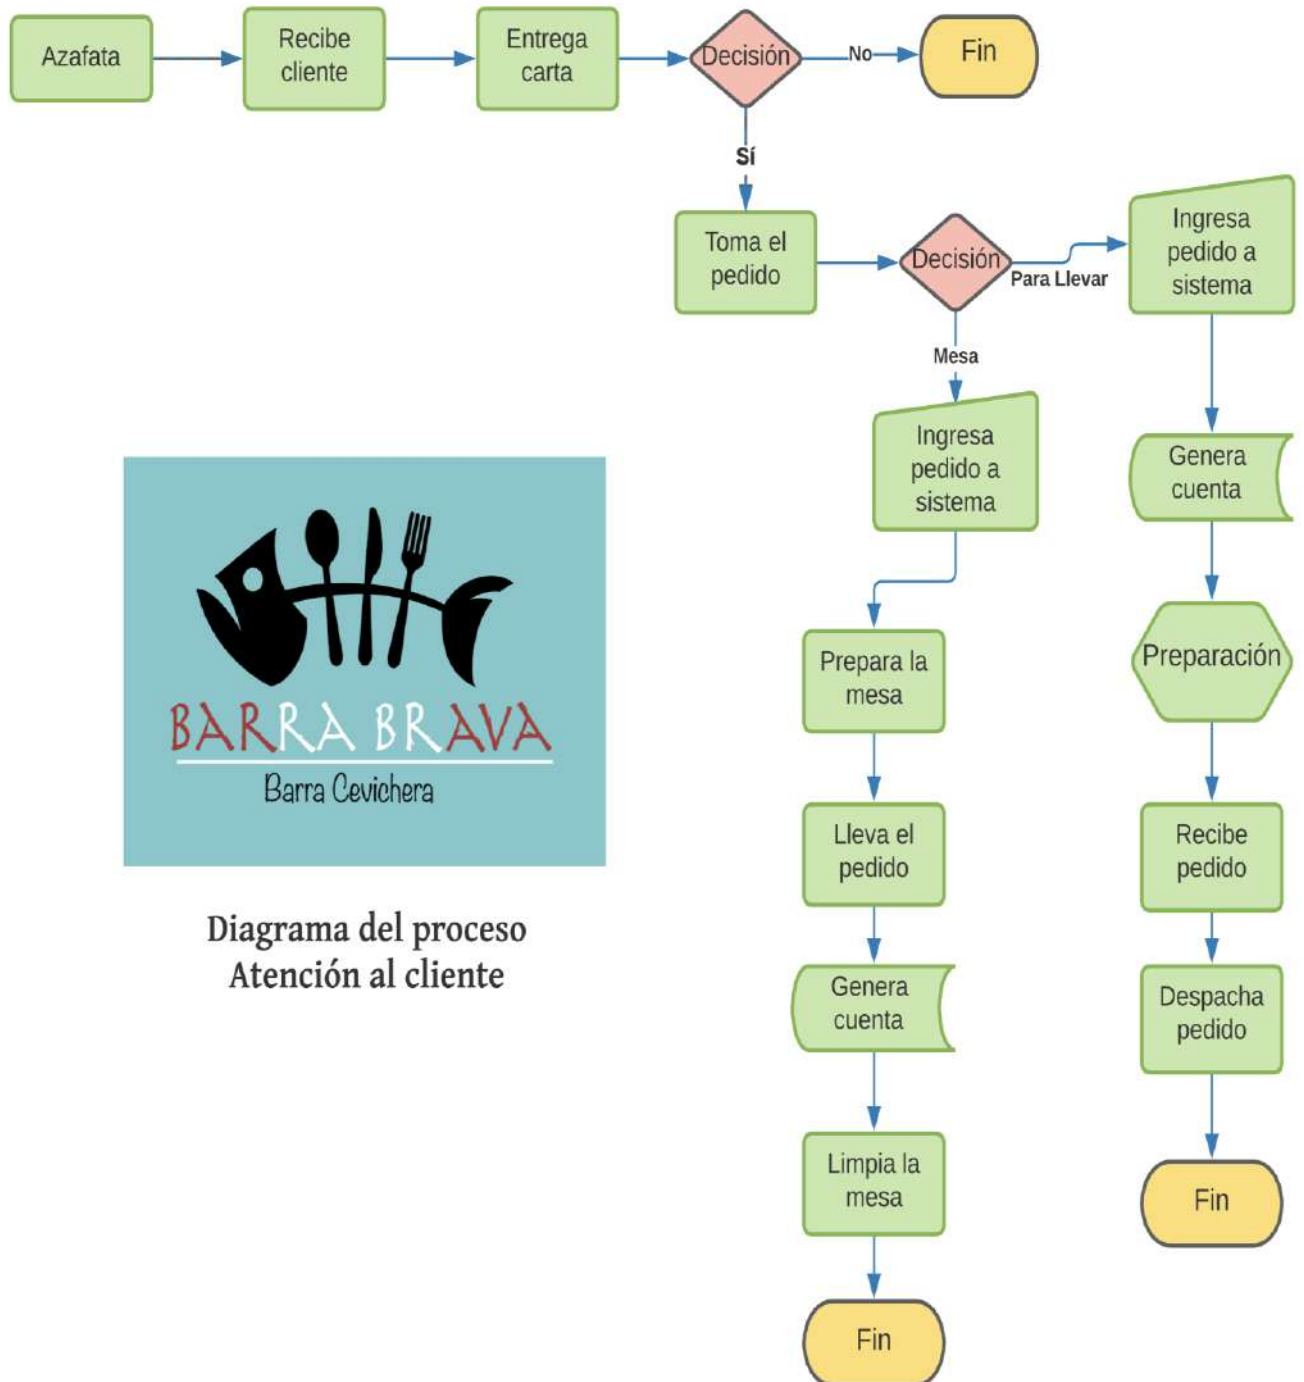 Azafata
Recibe
cliente
Entrega
carta
Decisión
No
Fin
Sí
Toma el
pedido
Decisión
Para Llevar
Ingresa
pedido a
sistema
Mesa
Ingresa
pedido a
sistema
Genera
cuenta
Preparación
Prepara la
mesa
Recibe
pedido
Lleva el
pedido
Despacha
pedido
Genera
cuenta
Limpia la
mesa
Fin
Fin
BARRA BRAVA
Barra Cevichera
Diagrama del proceso
Atención al cliente